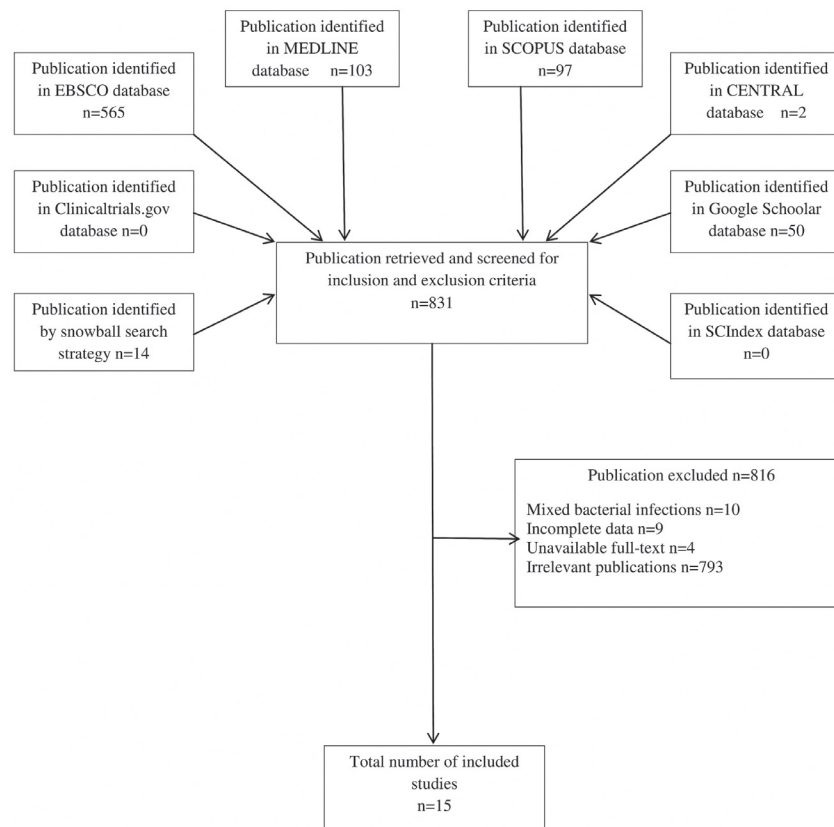 Publication identified
in MEDLINE
database n=103
Publication identified
in SCOPUS database
n=97
Publication identified
in EBSCO database
n=565
Publication identified
in CENTRAL
database n=2
Publication identified
in Clinicaltrials.gov
database n=0
Publication identified
in Google Schoolar
database n=50
Publication retrieved and screened for
inclusion and exclusion criteria
n=831
Publication identified
by snowball search
strategy n=14
Publication identified
in SCIndex database
n=0
Publication excluded n=816
Mixed bacterial infections n=10
Incomplete data n=9
Unavailable full-text n=4
Irrelevant publications n=793
Total number of included
studies
n=15